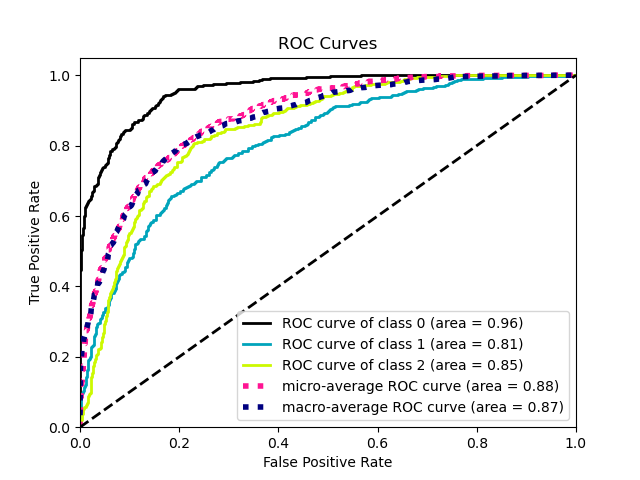 ROC Curves
True Positive Rate
1.0
0.8
0.6
0.4
0.2
0.0
ROC curve of class 0 (area = 0.96)
ROC curve of class 1 (area = 0.81)
ROC curve of class 2 (area = 0.85)
micro-average ROC curve (area = 0.88)
macro-average ROC curve (area = 0.87)
0.0 0.2 0.4 0.6 0.8 1.0
False Positive Rate